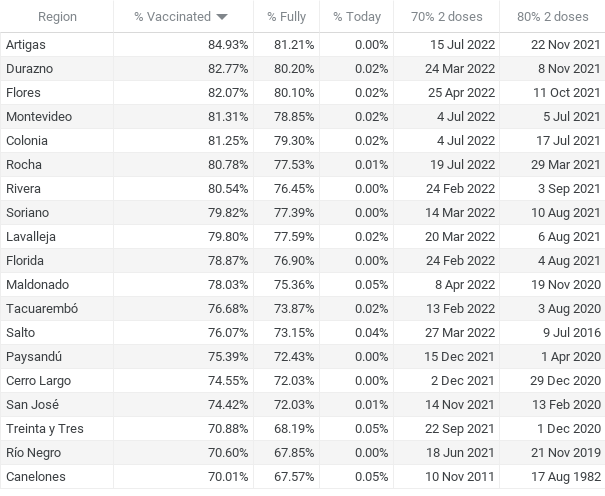 Region % Vaccinated % Fully % Today 70% 2 doses 80% 2 doses
Artigas 84.93% 81.21% 0.00% 15 Jul 2022 22 Nov 2021
Durazno 82.77% 80.20% 0.02% 24 Mar 2022 8 Nov 2021
Flores 82.07% 80.10% 0.02% 25 Apr 2022 11 Oct 2021
Montevideo 81.31% 78.85% 0.02% 4 Jul 2022 5 Jul 2021
Colonia 81.25% 79.30% 0.02% 4 Jul 2022 17 Jul 2021
Rocha 80.78% 77.53% 0.01% 19 Jul 2022 29 Mar 2021
Rivera 80.54% 76.45% 0.00% 24 Feb 2022 3 Sep 2021
Soriano 79.82% 77.39% 0.00% 14 Mar 2022 10 Aug 2021
Lavalleja 79.80% 77.59% 0.02% 20 Mar 2022 6 Aug 2021
Florida 78.87% 76.90% 0.00% 24 Feb 2022 4 Aug 2021
Maldonado 78.03% 75.36% 0.05% 8 Apr 2022 19 Nov 2020
Tacuarembó 76.68% 73.87% 0.02% 13 Feb 2022 3 Aug 2020
Salto 76.07% 73.15% 0.04% 27 Mar 2022 9 Jul 2016
Paysandú 75.39% 72.43% 0.00% 15 Dec 2021 1 Apr 2020
Cerro Largo 74.55% 72.03% 0.00% 2 Dec 2021 29 Dec 2020
San José 74.42% 72.03% 0.01% 14 Nov 2021 13 Feb 2020
Treinta y Tres 70.88% 68.19% 0.05% 22 Sep 2021 1 Dec 2020
Río Negro 70.60% 67.85% 0.00% 18 Jun 2021 21 Nov 2019
Canelones 70.01% 67.57% 0.05% 10 Nov 2011 17 Aug 1982